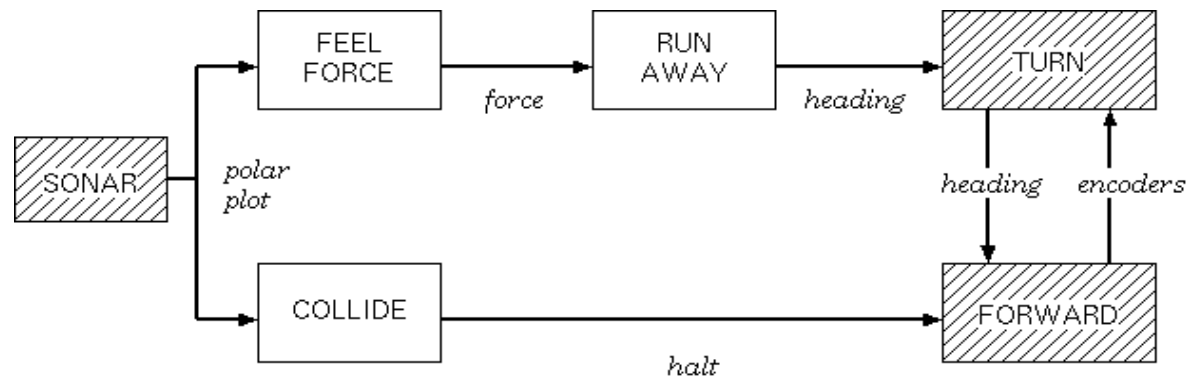 FEEL
FORCE
RUN
AWAY
TURN
force
heading
SONAR
polar
plot
heading
encoders
COLLIDE
FORWARD
halt